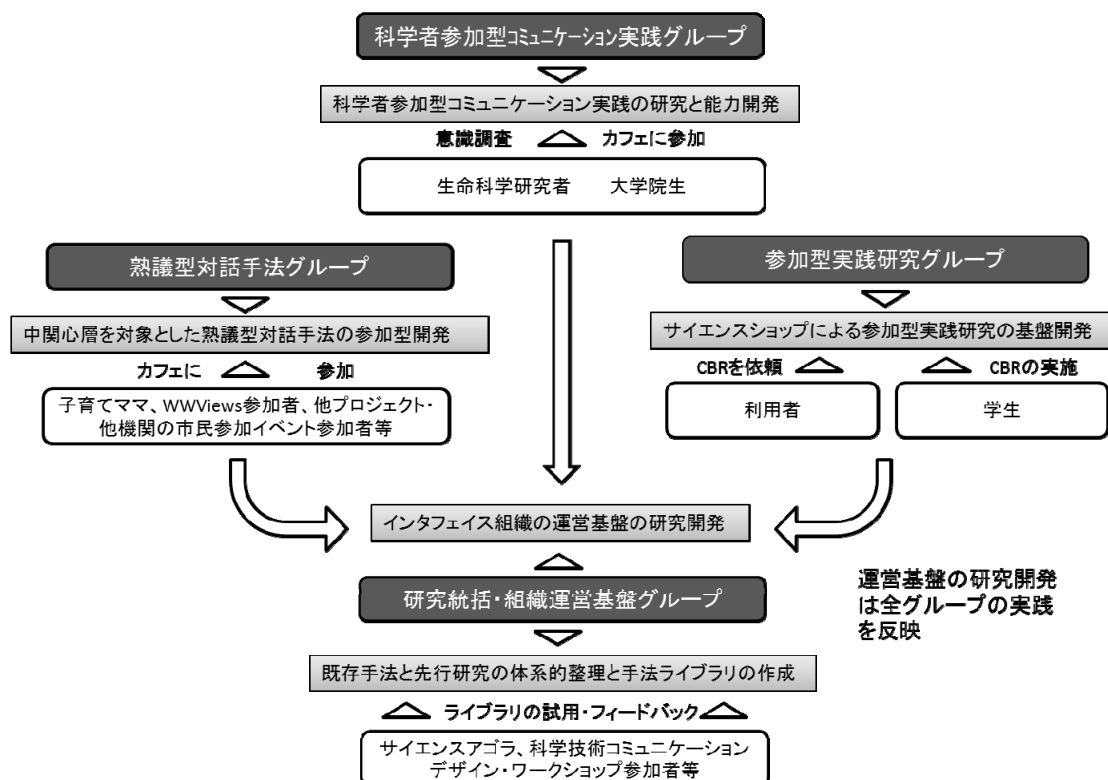 科学者参加型コミュニケーション実践グループ
科学者参加型コミュニケーション実践の研究と能力開発
意識調査
カフェに参加
生命科学研究者 大学院生
熟議型対話手法グループ
中関心層を対象とした熟議型対話手法の参加型開発
カフェに 参加
子育てママ、WWViews参加者、他プロジェクト・
他機関の市民参加イベント参加者等
参加型実践研究グループ
サイエンスショップによる参加型実践研究の基盤開発
CBRを依頼
CBRの実施
利用者
学生
インタフェイス組織の運営基盤の研究開発
研究統括・組織運営基盤グループ
運営基盤の研究開発
は全グループの実践
を反映
既存手法と先行研究の体系的整理と手法ライブラリの作成
ライブラリの試用・フィードバック
サイエンスアゴラ、科学技術コミュニケーション
デザイン・ワークショップ参加者等